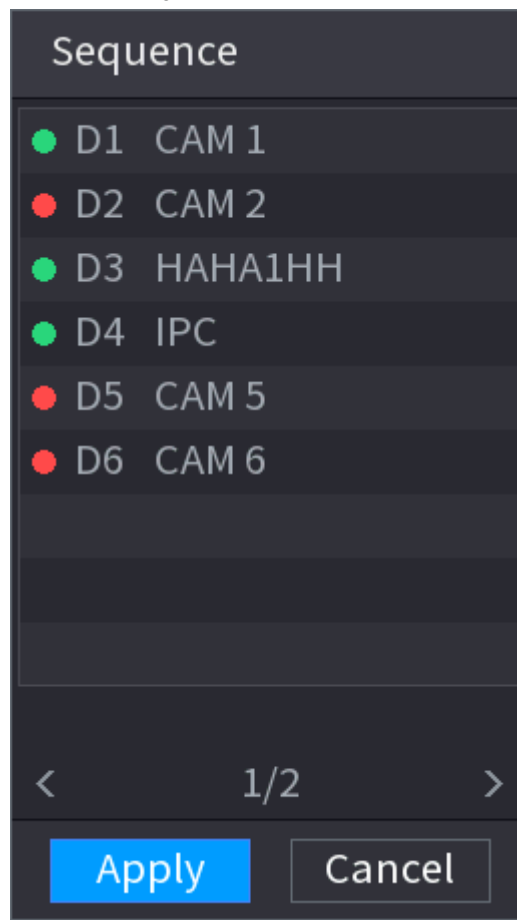 Sequence
D1 CAM 1
D2 CAM 2
D3 HAHA1HH
D4 IPC
D5 CAM 5
D6 CAM 6
< 1/2 >
Apply Cancel